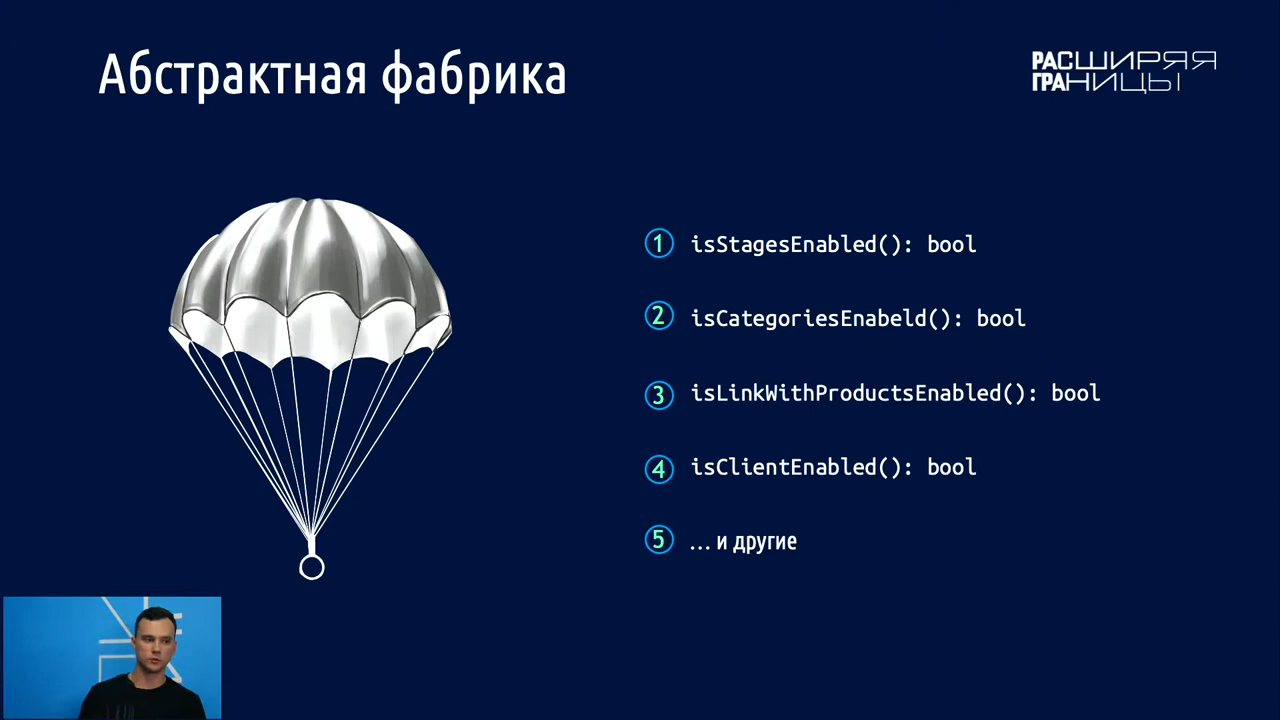 Абстрактная фабрика
РАСШИРЯЯ
ГРАНИЦЫ
1 isStagesEnabled(): bool
2 isCategoriesEnabeld(): bool
3 isLinkWithProductsEnabled(): bool
4 isClientEnabled(): bool
5 ... и другие